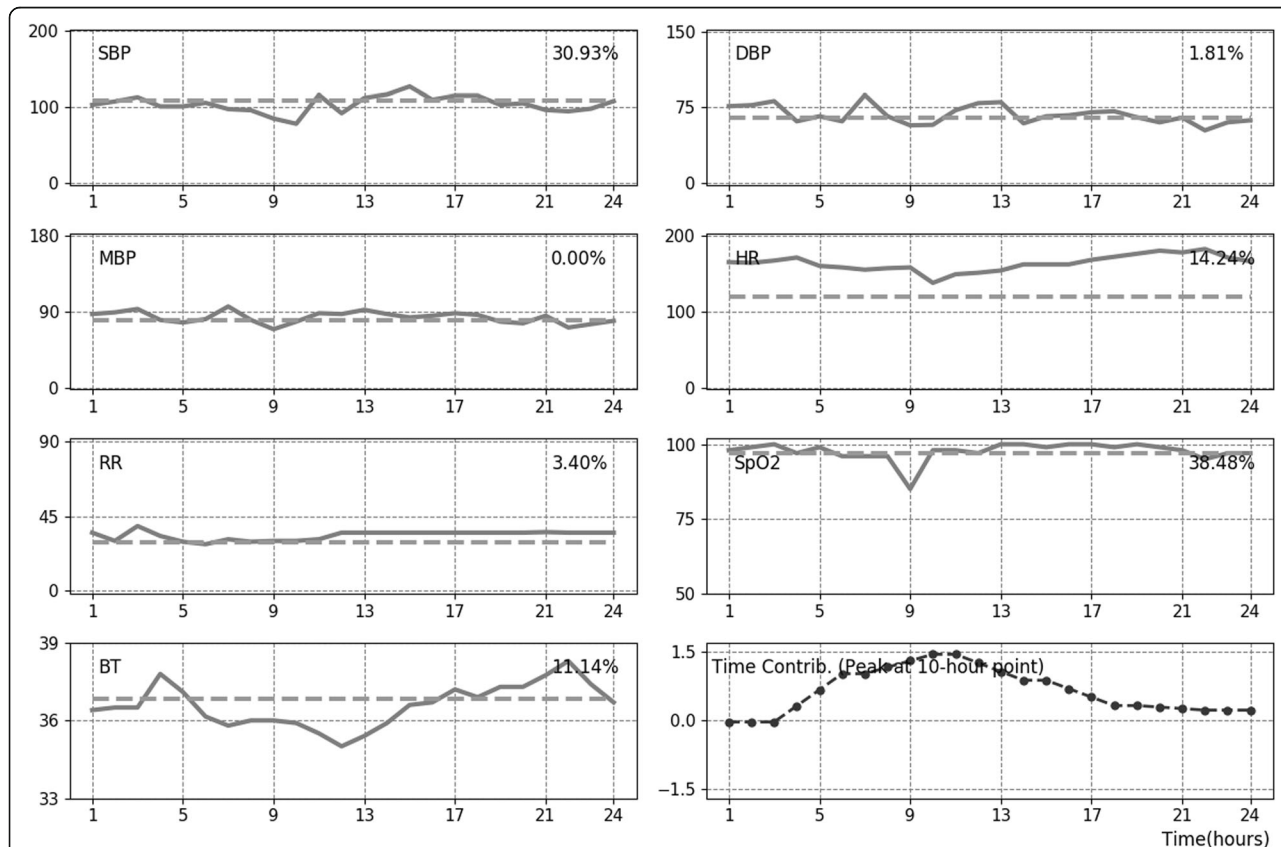 200
SBP
30.93%
100
0
1 5 9 13 17 21 24
150
DBP
1.81%
75
0
1 5 9 13 17 21 24
180
MBP
0.00%
90
0
1 5 9 13 17 21 24
200
HR
14.24%
100
0
1 5 9 13 17 21 24
90
RR
3.40%
45
0
1 5 9 13 17 21 24
100
SpO2
38.48%
75
50
1 5 9 13 17 21 24
39
BT
11.14%
36
33
1 5 9 13 17 21 24
1.5
Time Contrib. (Peak at 10-hour point)
0.0
−1.5
1 5 9 13 17 21 24
Time(hours)